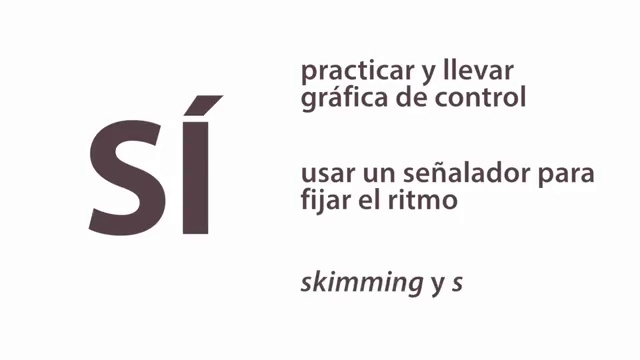 SÍ
practicar y llevar
gráfica de control
usar un señalador para
fijar el ritmo
skimming y s